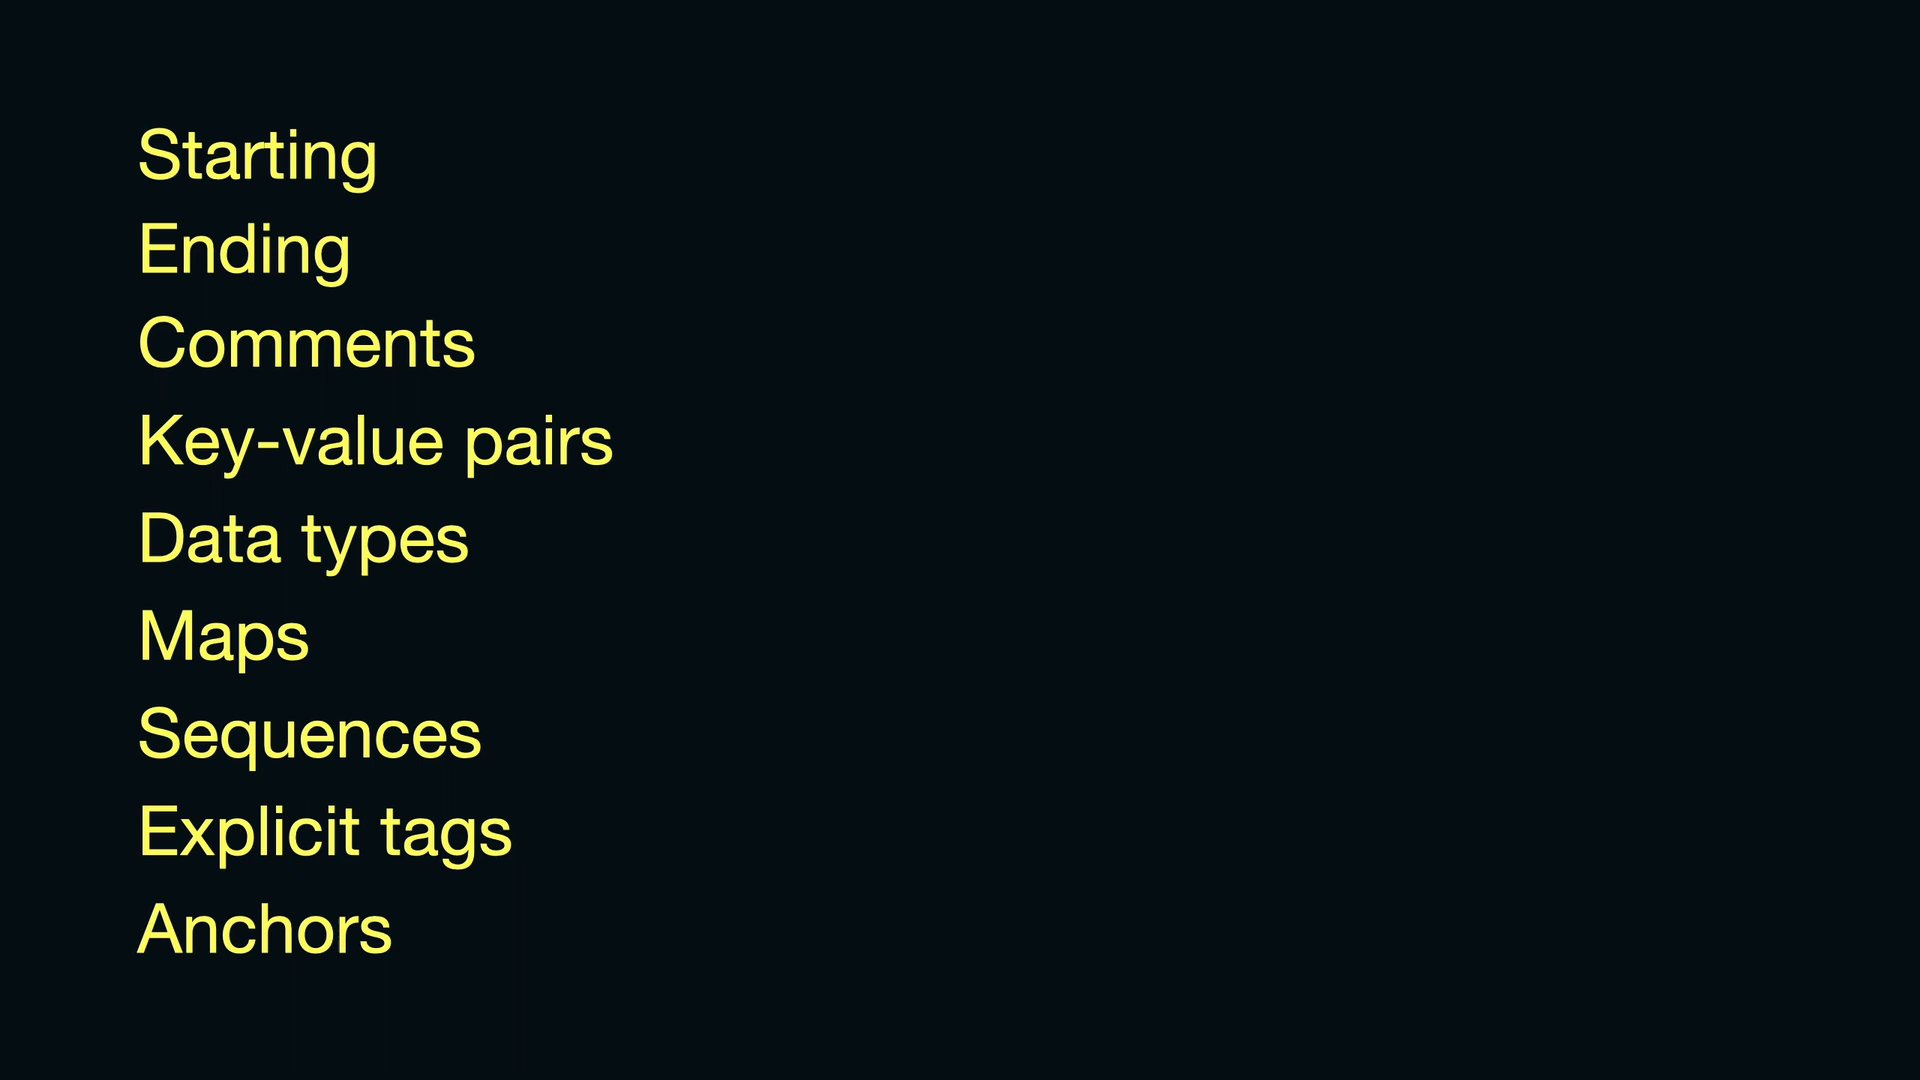 Starting
Ending
Comments
Key-value pairs
Data types
Maps
Sequences
Explicit tags
Anchors